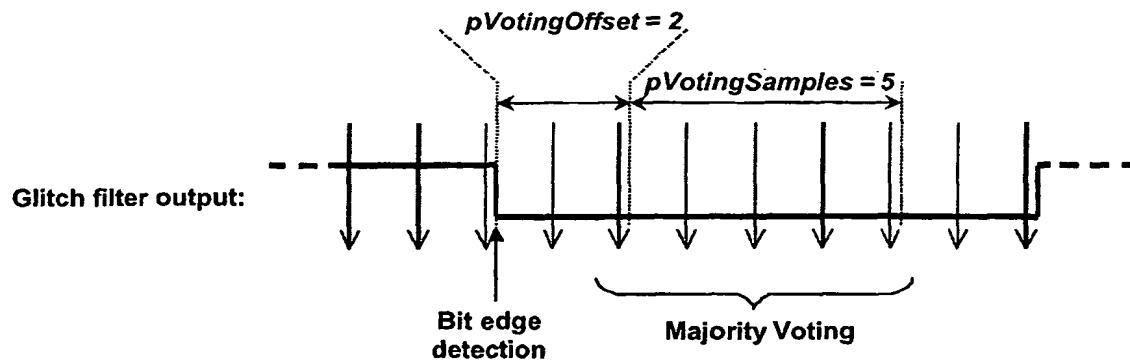 pVotingOffset = 2
pVotingSamples = 5
Glitch filter output:
Bit edge
detection
Majority Voting